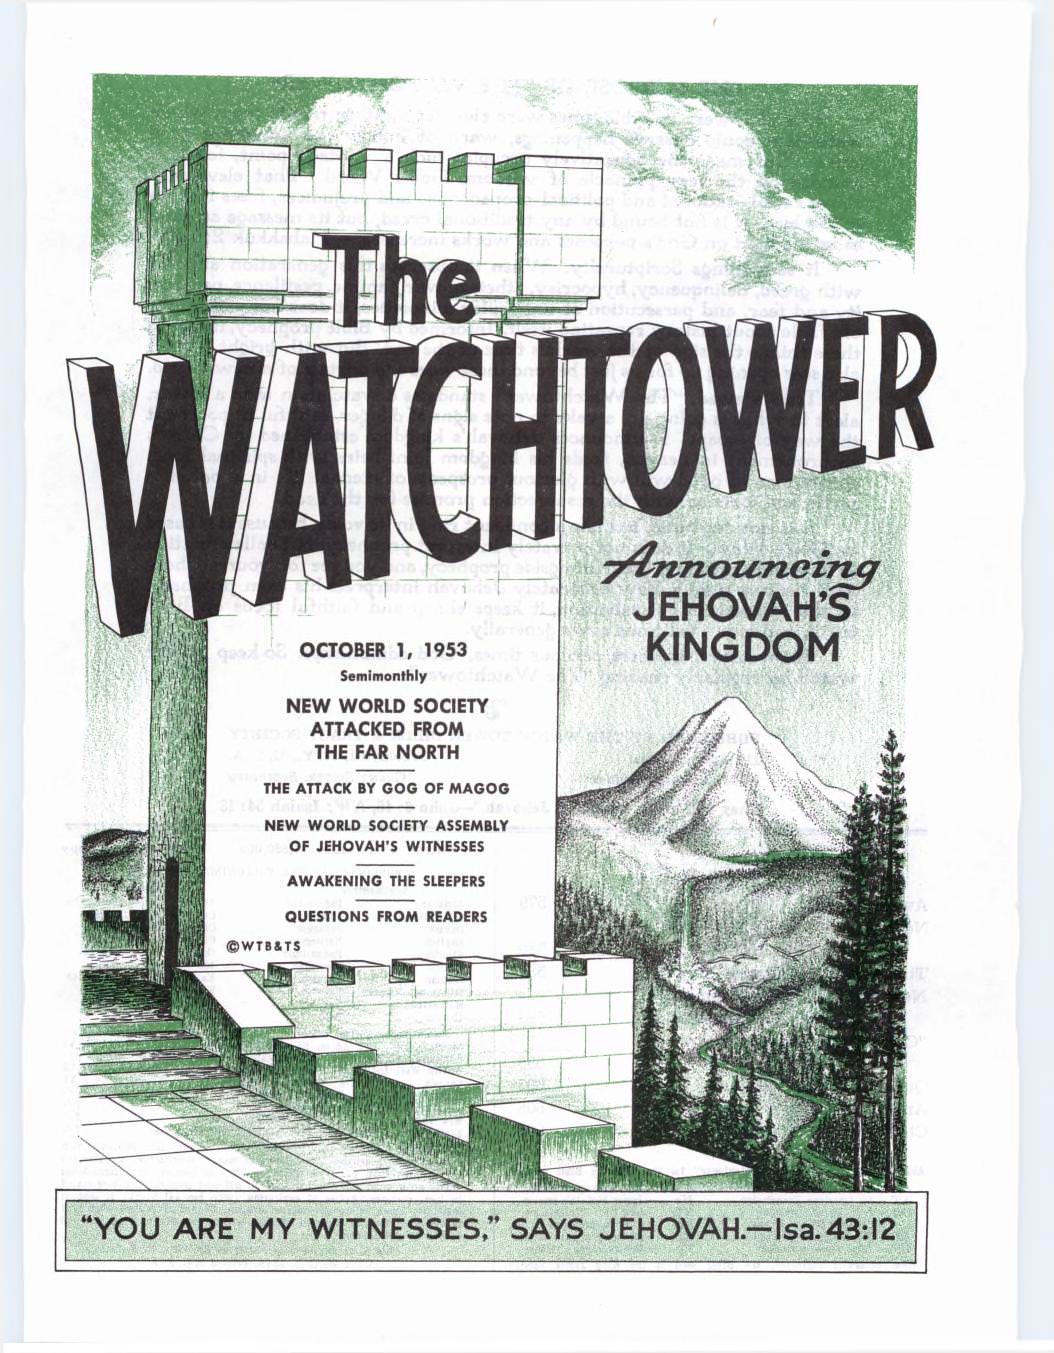 The
WATCHTOWER
Announcing
JEHOVAH'S
KINGDOM
OCTOBER 1, 1953
Semimonthly
NEW WORLD SOCIETY
ATTACKED FROM
THE FAR NORTH
THE ATTACK BY GOG OF MAGOG
NEW WORLD SOCIETY ASSEMBLY
OF JEHOVAH'S WITNESSES
AWAKENING THE SLEEPERS
QUESTIONS FROM READERS
©WTB&TS
“YOU ARE MY WITNESSES,” SAYS JEHOVAH.—Isa. 43:12